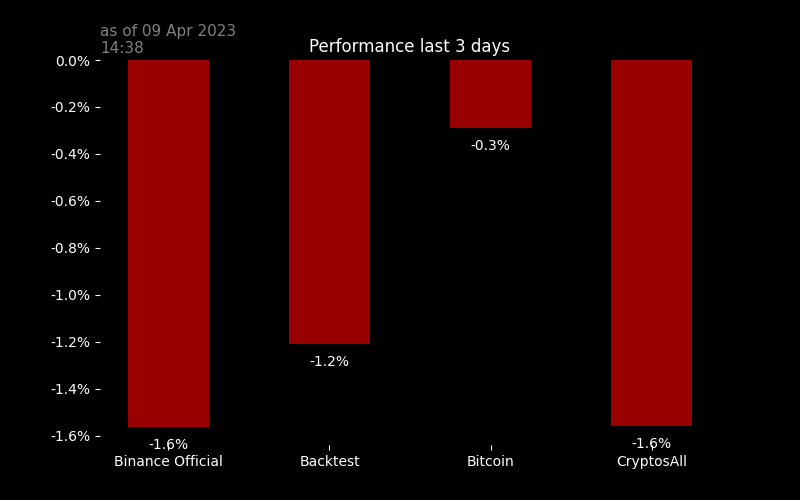 as of 09 Apr 2023
14:38
Performance last 3 days
0.0%
-0.2%
-0.4%
-0.6%
-0.8%
-1.0%
-1.2%
-1.4%
-1.6%
-1.6%
-1.2%
-0.3%
-1.6%
Binance Official
Backtest
Bitcoin
CryptosAll